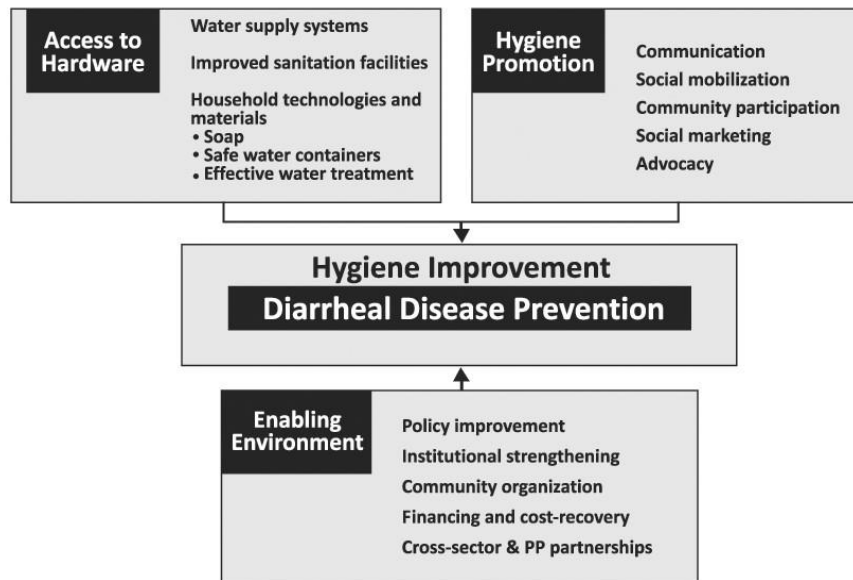 Access to
Hardware
Water supply systems
Improved sanitation facilities
Household technologies and
materials
• Soap
• Safe water containers
• Effective water treatment
Hygiene
Promotion
Communication
Social mobilization
Community participation
Social marketing
Advocacy
Hygiene Improvement
Diarrheal Disease Prevention
Enabling
Environment
Policy improvement
Institutional strengthening
Community organization
Financing and cost-recovery
Cross-sector & PP partnerships